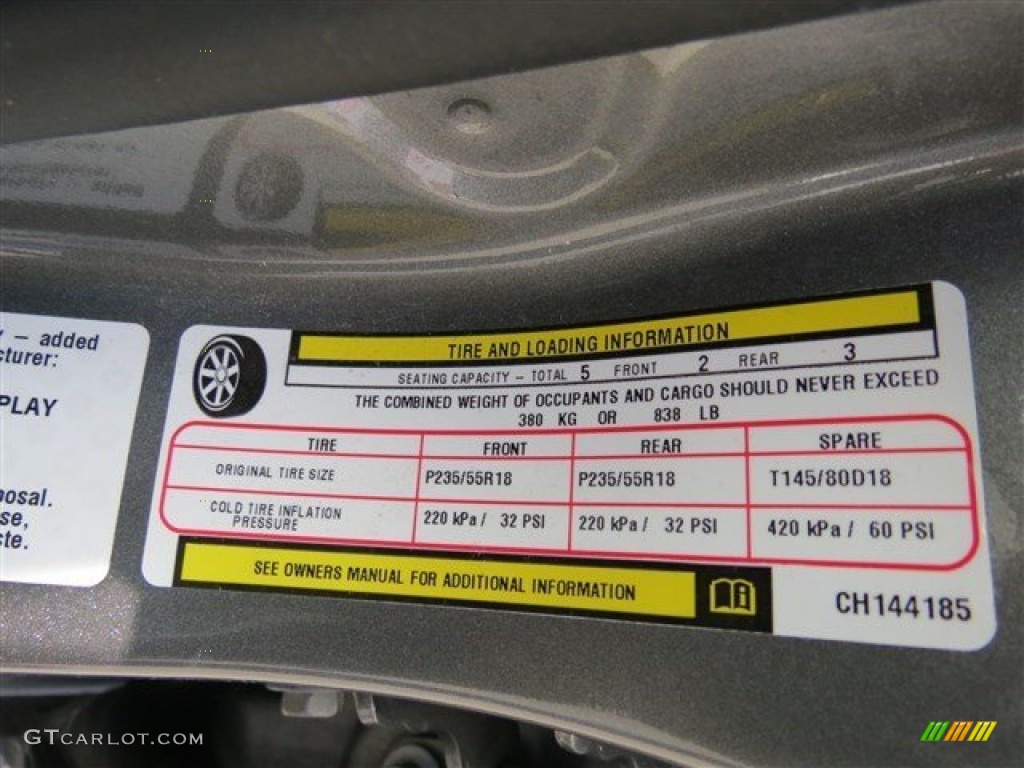 – added
cturer:
PLAY
posal.
se,
ste.
TIRE AND LOADING INFORMATION
SEATING CAPACITY – TOTAL 5 FRONT 2 REAR 3
THE COMBINED WEIGHT OF OCCUPANTS AND CARGO SHOULD NEVER EXCEED
380 KG OR 838 LB
TIRE FRONT REAR SPARE
ORIGINAL TIRE SIZE P235/55R18 P235/55R18 T145/80D18
COLD TIRE INFLATION
PRESSURE 220 kPa / 32 PSI 220 kPa / 32 PSI 420 kPa / 60 PSI
SEE OWNERS MANUAL FOR ADDITIONAL INFORMATION
CH144185
GTCARLOT.COM